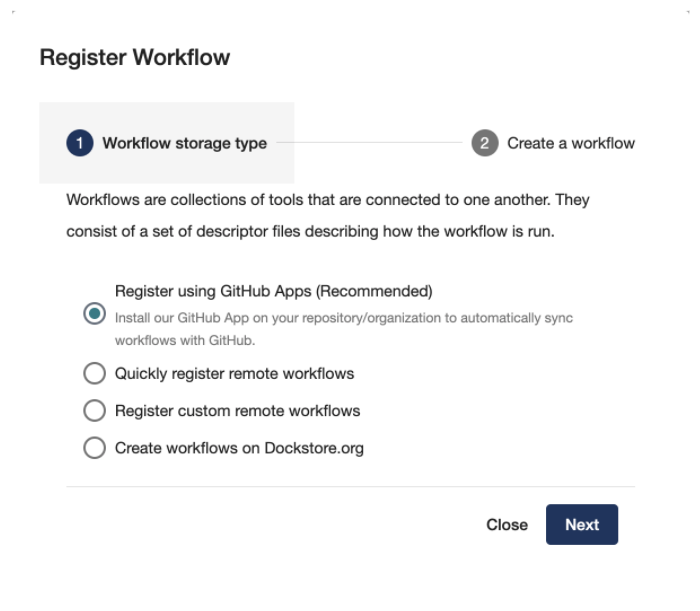 Register Workflow
1 Workflow storage type
2 Create a workflow
Workflows are collections of tools that are connected to one another. They
consist of a set of descriptor files describing how the workflow is run.
Register using GitHub Apps (Recommended)
Install our GitHub App on your repository/organization to automatically sync
workflows with GitHub.
Quickly register remote workflows
Register custom remote workflows
Create workflows on Dockstore.org
Close
Next